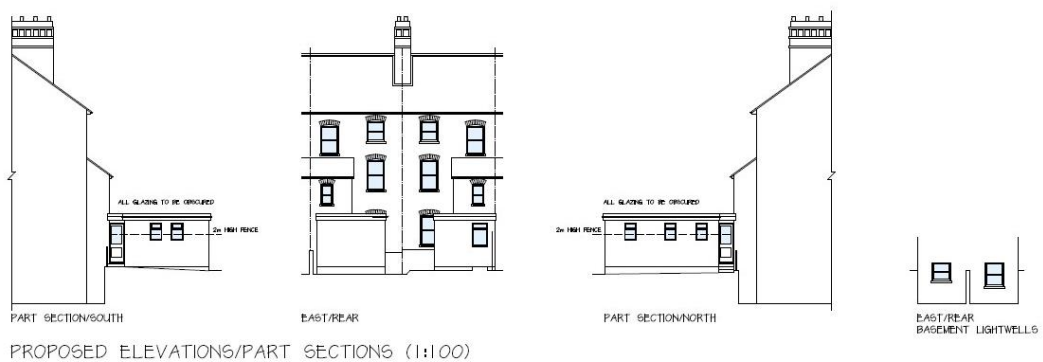 ALL GLAZING TO BE OBSCURED
2m HIGH FENCE
PART SECTION/SOUTH
EAST/REAR
ALL GLAZING TO BE OBSCURED
2m HIGH FENCE
PART SECTION/NORTH
EAST/REAR
BASEMENT LIGHTWELLS
PROPOSED ELEVATIONS/PART SECTIONS (1:100)